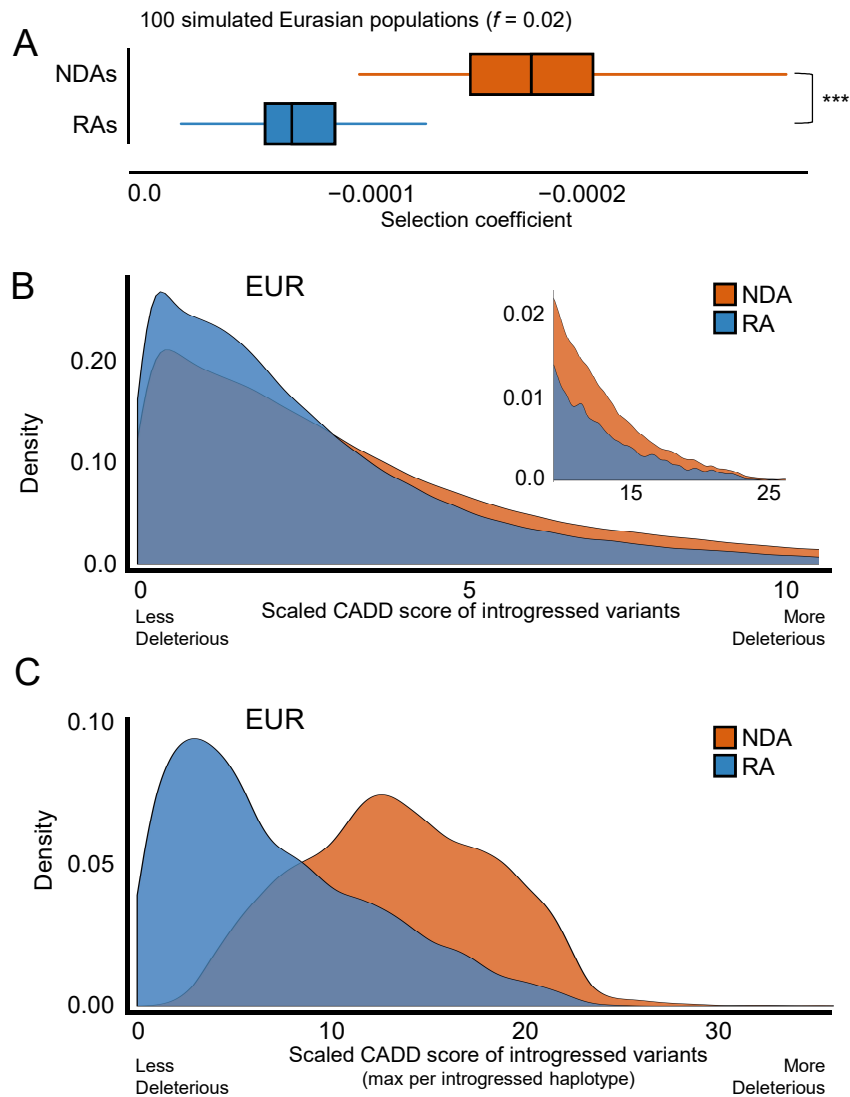 A
100 simulated Eurasian populations (f = 0.02)
NDAs
RAs
***
0.0
−0.0001
−0.0002
Selection coefficient
B
EUR
NDA
RA
0.20
0.10
0.0
Density
0.02
0.01
0.0
15
25
0
5
10
Less
Deleterious
Scaled CADD score of introgressed variants
More
Deleterious
C
EUR
NDA
RA
0.10
0.05
0.00
Density
0
10
20
30
Less
Deleterious
Scaled CADD score of introgressed variants
(max per introgressed haplotype)
More
Deleterious